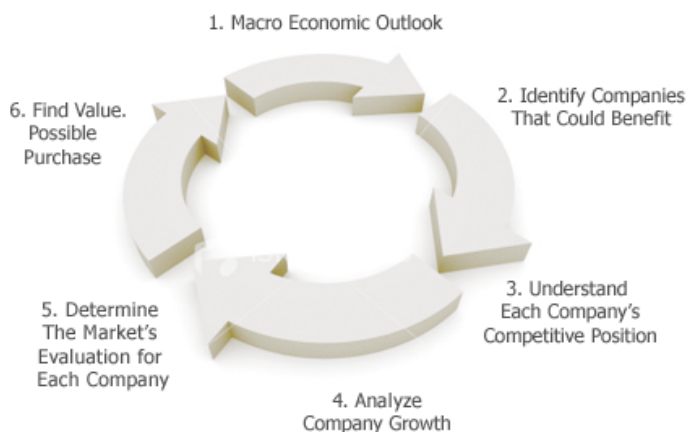 1. Macro Economic Outlook
2. Identify Companies
That Could Benefit
3. Understand
Each Company's
Competitive Position
4. Analyze
Company Growth
5. Determine
The Market's
Evaluation for
Each Company
6. Find Value.
Possible
Purchase